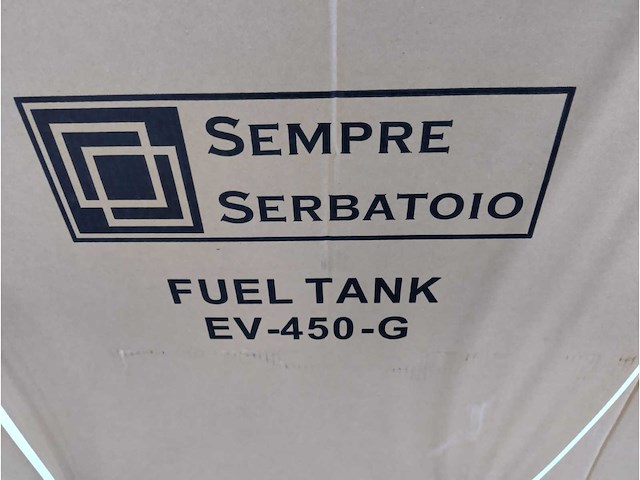 SEMPRE
SERBATOIO
FUEL TANK
EV-450-G